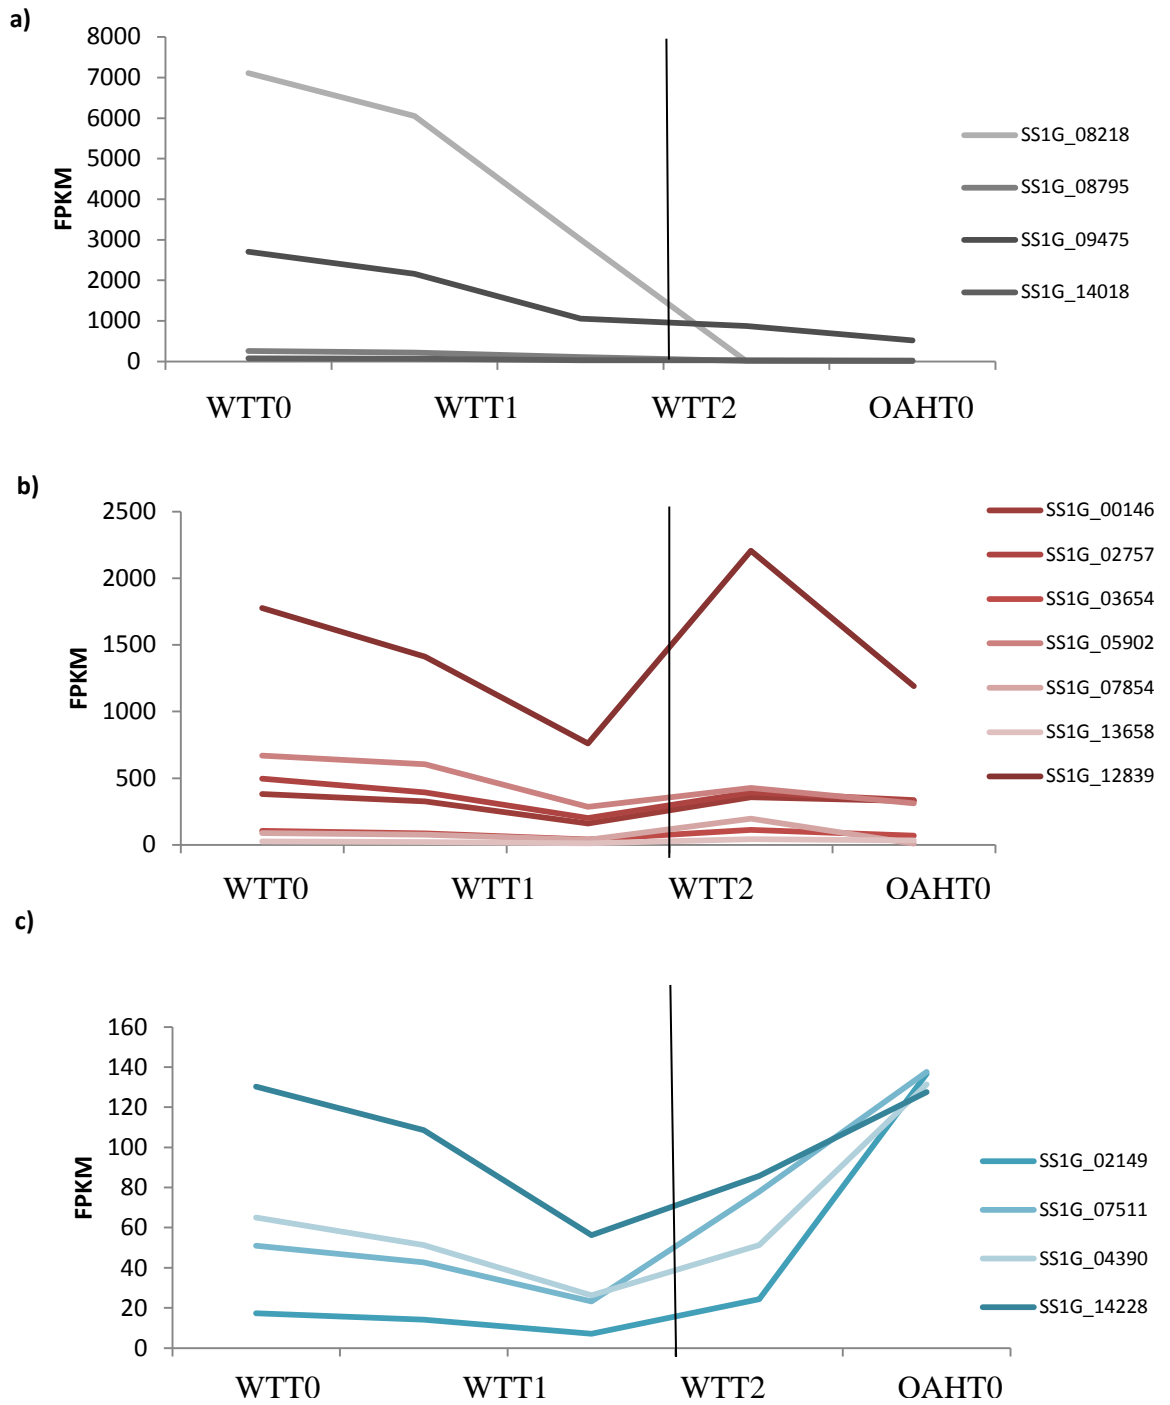 a)
8000
7000
6000
5000
4000
3000
2000
1000
0
FPKM
WTT0 WTT1 WTT2 OAHT0
SS1G_08218
SS1G_08795
SS1G_09475
SS1G_14018
b)
2500
2000
1500
1000
500
0
FPKM
WTT0 WTT1 WTT2 OAHT0
SS1G_00146
SS1G_02757
SS1G_03654
SS1G_05902
SS1G_07854
SS1G_13658
SS1G_12839
c)
160
140
120
100
80
60
40
20
0
FPKM
WTT0 WTT1 WTT2 OAHT0
SS1G_02149
SS1G_07511
SS1G_04390
SS1G_14228